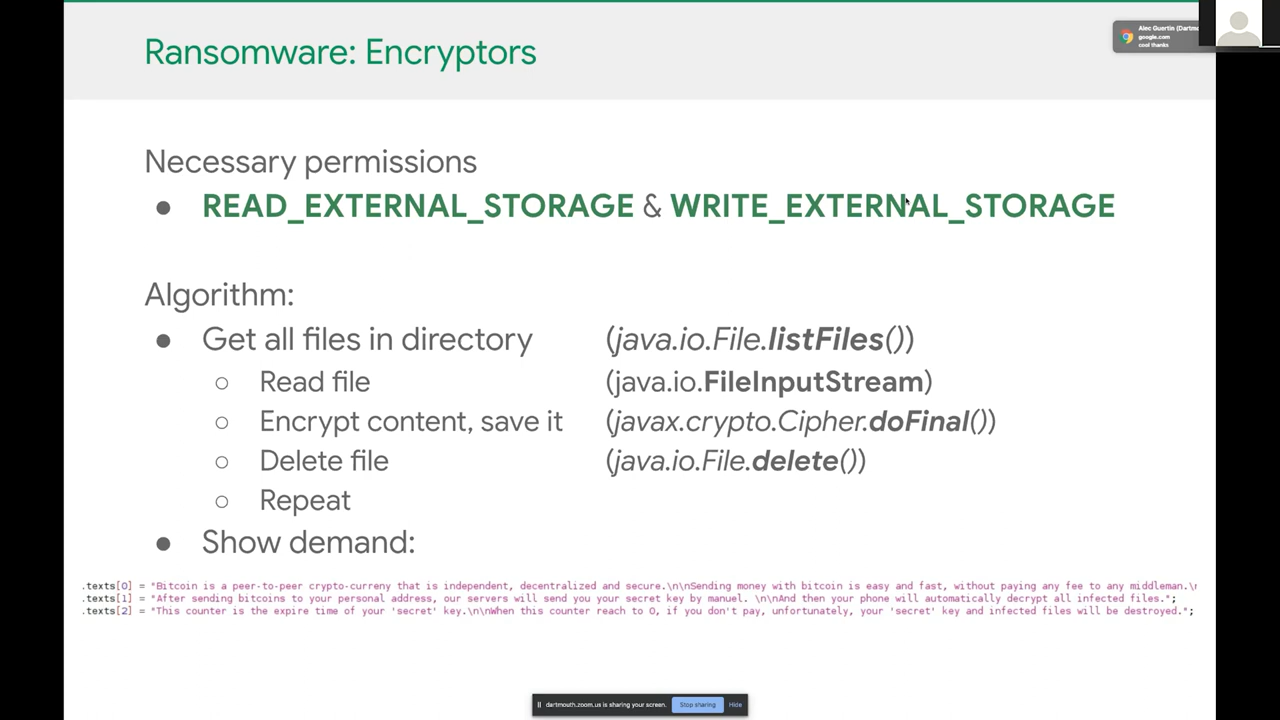 Ransomware: Encryptors
Alec Guertin (Dartmo
google.com
cool thanks
Necessary permissions
● READ_EXTERNAL_STORAGE & WRITE_EXTERNAL_STORAGE
Algorithm:
● Get all files in directory (java.io.File.listFiles())
○ Read file (java.io.FileInputStream)
○ Encrypt content, save it (javax.crypto.Cipher.doFinal())
○ Delete file (java.io.File.delete())
○ Repeat
● Show demand:
.texts[0] = "Bitcoin is a peer-to-peer crypto-curreny that is independent, decentralized and secure.\n\nSending money with bitcoin is easy and fast, without paying any fee to any middleman.\
.texts[1] = "After sending bitcoins to your personal address, our servers will send you your secret key by manuel. \n\nAnd then your phone will automatically decrypt all infected files.";
.texts[2] = "This counter is the expire time of your 'secret' key.\n\nWhen this counter reach to 0, if you don't pay, unfortunately, your 'secret' key and infected files will be destroyed.";
dartmouth.zoom.us is sharing your screen. Stop sharing Hide